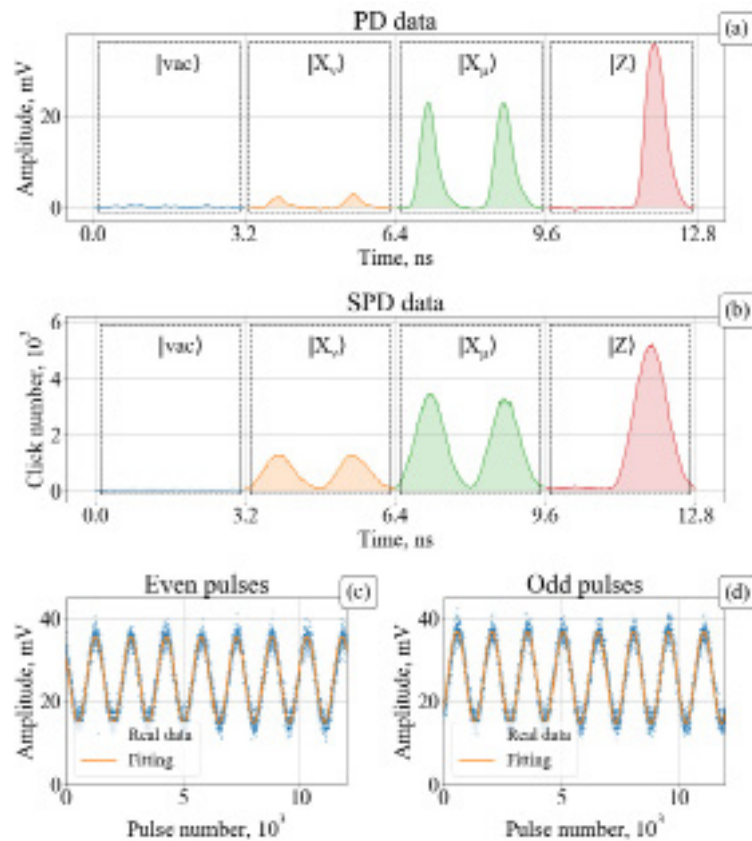 PD data
(a)
Amplitude, mV
20
0
|vac⟩
|X_ν⟩
|X_μ⟩
|Z⟩
0.0 3.2 6.4 9.6 12.8
Time, ns
SPD data
(b)
Click number, 10³
6
4
2
0
|vac⟩
|X_ν⟩
|X_μ⟩
|Z⟩
0.0 3.2 6.4 9.6 12.8
Time, ns
Even pulses
(c)
Amplitude, mV
40
20
0
Real data
Fitting
0 5 10
Pulse number, 10³
Odd pulses
(d)
Amplitude, mV
40
20
0
Real data
Fitting
0 5 10
Pulse number, 10³